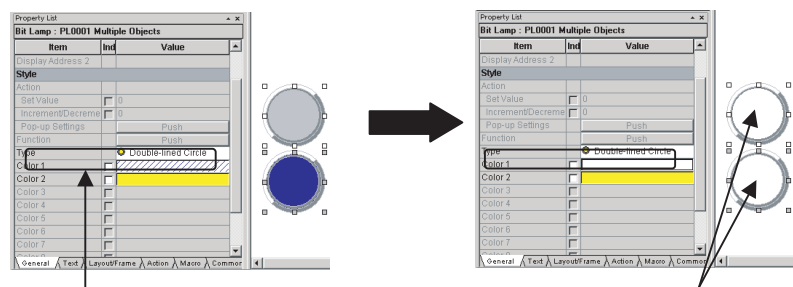 Property List
Bit Lamp : PL0001 Multiple Objects
Item Ind Value
Display Address 2
Style
Action
Set Value 0
Increment/Decreme 0
Pop-up Settings Push
Function Push
Type Double-lined Circle
Color 1
Color 2
Color 3
Color 4
Color 5
Color 6
Color 7
General Text Layout/Frame Action Macro Common
Property List
Bit Lamp : PL0001 Multiple Objects
Item Ind Value
Display Address 2
Style
Action
Set Value 0
Increment/Decreme 0
Pop-up Settings Push
Function Push
Type Double-lined Circle
Color 1
Color 2
Color 3
Color 4
Color 5
Color 6
Color 7
General Text Layout/Frame Action Macro Common